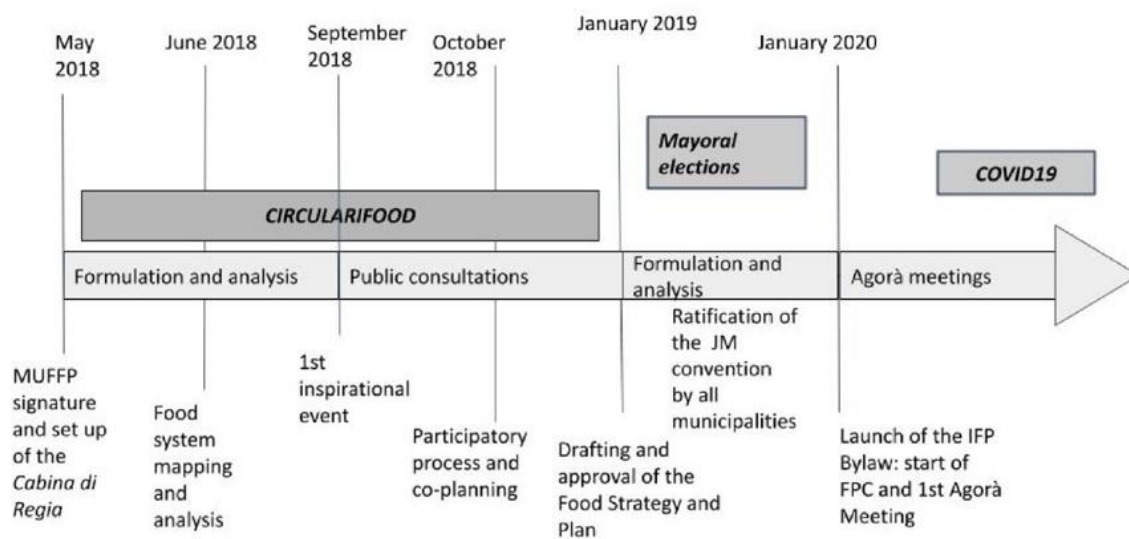 May
2018
June 2018
September
2018
October
2018
January 2019
January 2020
Mayoral
elections
COVID19
CIRCULARIFOOD
Formulation and analysis
Public consultations
Formulation and
analysis
Agorà meetings
MUFFP
signature
and set up
of the
Cabina di
Regia
Food
system
mapping
and
analysis
1st
inspirational
event
Participatory
process and
co-planning
Drafting and
approval of the
Food Strategy and
Plan
Ratification of
the JM
convention
by all
municipalities
Launch of the IFP
Bylaw: start of
FPC and 1st Agorà
Meeting